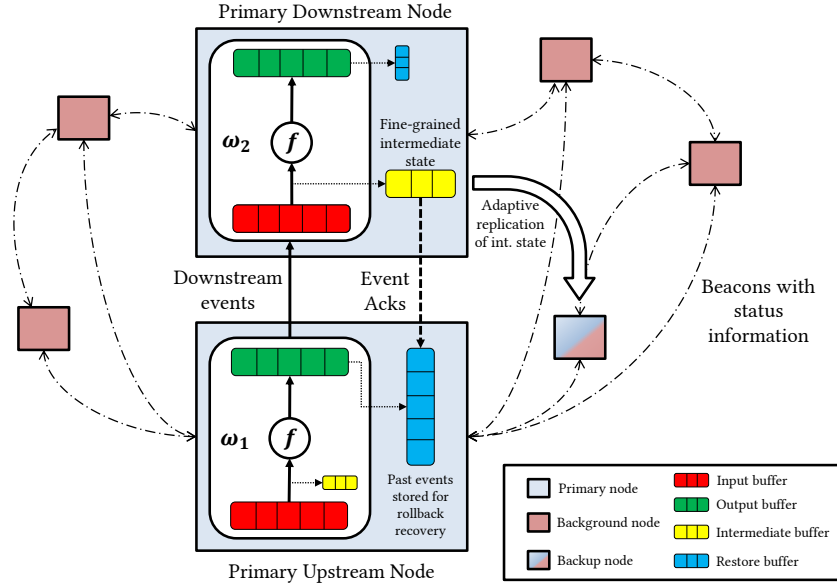 Primary Downstream Node
ω2
f
Fine-grained
intermediate
state
Adaptive
replication
of int. state
Downstream
events
Event
Acks
Beacons with
status
information
ω1
f
Past events
stored for
rollback
recovery
Primary Upstream Node
Primary node
Background node
Backup node
Input buffer
Output buffer
Intermediate buffer
Restore buffer